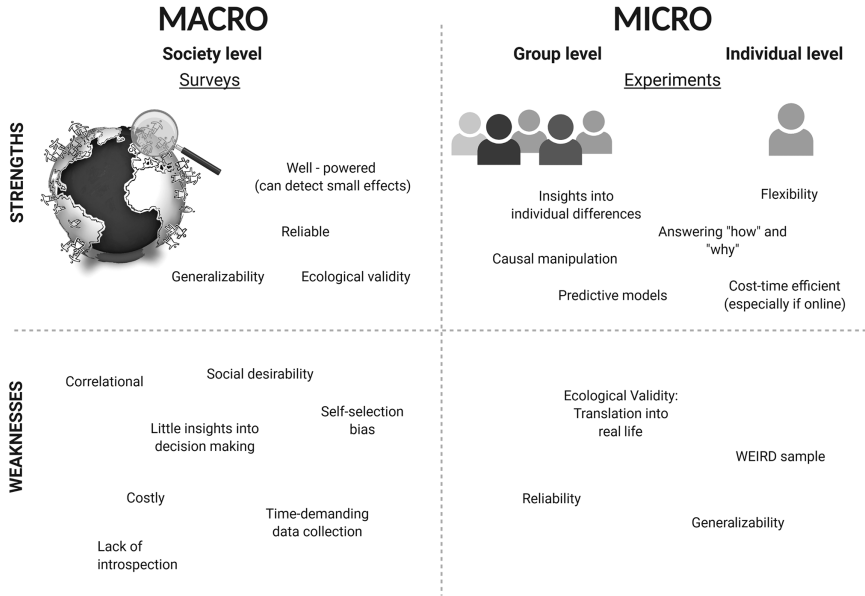 MACRO
MICRO
Society level
Group level
Individual level
Surveys
Experiments
STRENGTHS
Well - powered
(can detect small effects)
Reliable
Generalizability
Ecological validity
Insights into
individual differences
Flexibility
Answering "how" and
"why"
Causal manipulation
Predictive models
Cost-time efficient
(especially if online)
WEAKNESSES
Correlational
Social desirability
Self-selection
bias
Little insights into
decision making
Costly
Time-demanding
data collection
Lack of
introspection
Ecological Validity:
Translation into
real life
WEIRD sample
Reliability
Generalizability